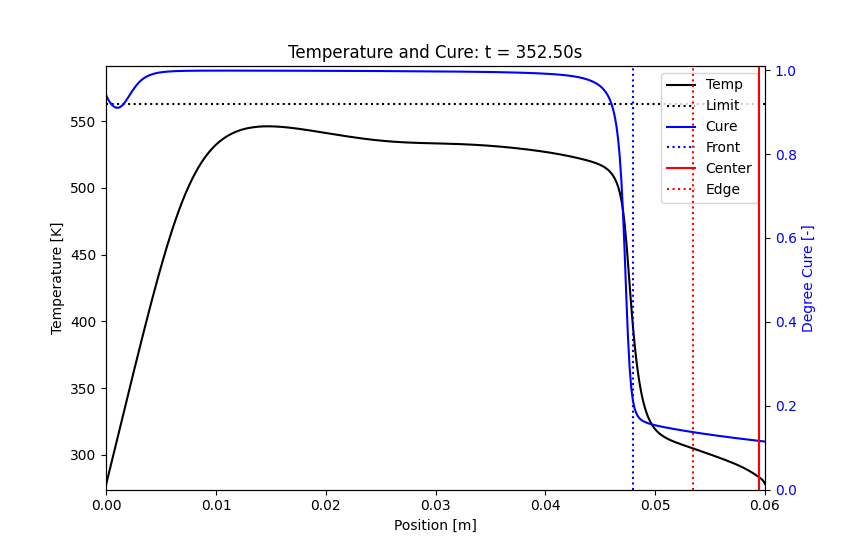 Temperature and Cure: t = 352.50s
Temperature [K]
550
500
450
400
350
300
Temp
Limit
Cure
Front
Center
Edge
1.0
0.8
0.6
0.4
0.2
0.0
Degree Cure [-]
0.00
0.01
0.02
0.03
0.04
0.05
0.06
Position [m]